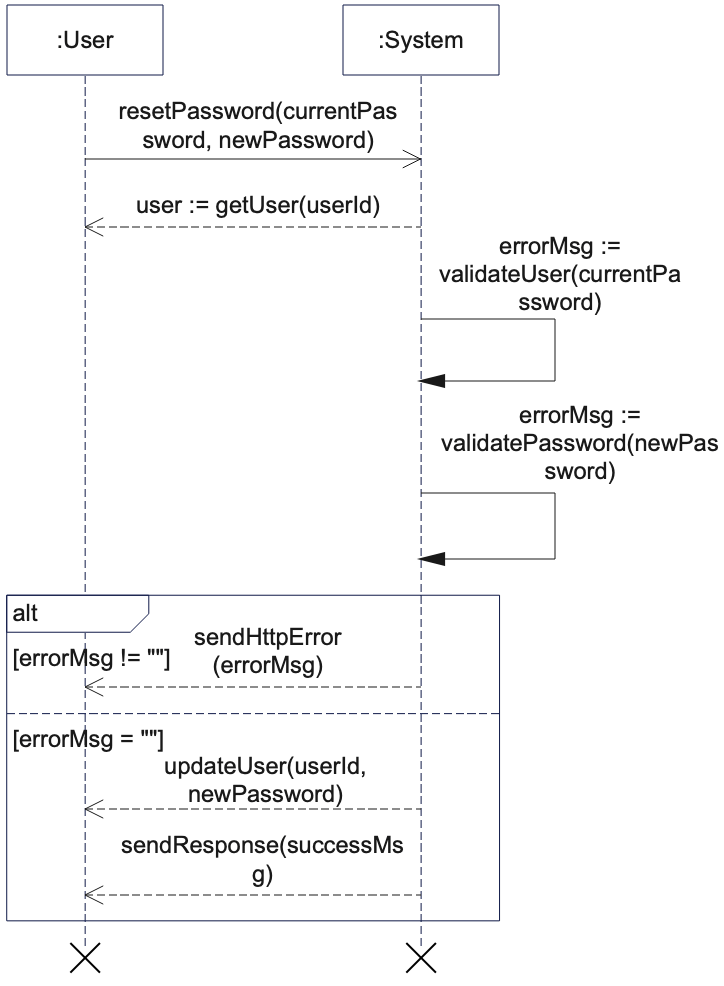 :User
:System
resetPassword(currentPas
sword, newPassword)
user := getUser(userId)
errorMsg :=
validateUser(currentPa
ssword)
errorMsg :=
validatePassword(newPas
sword)
alt
sendHttpError
[errorMsg != ""]
(errorMsg)
[errorMsg = ""]
updateUser(userId,
newPassword)
sendResponse(successMs
g)